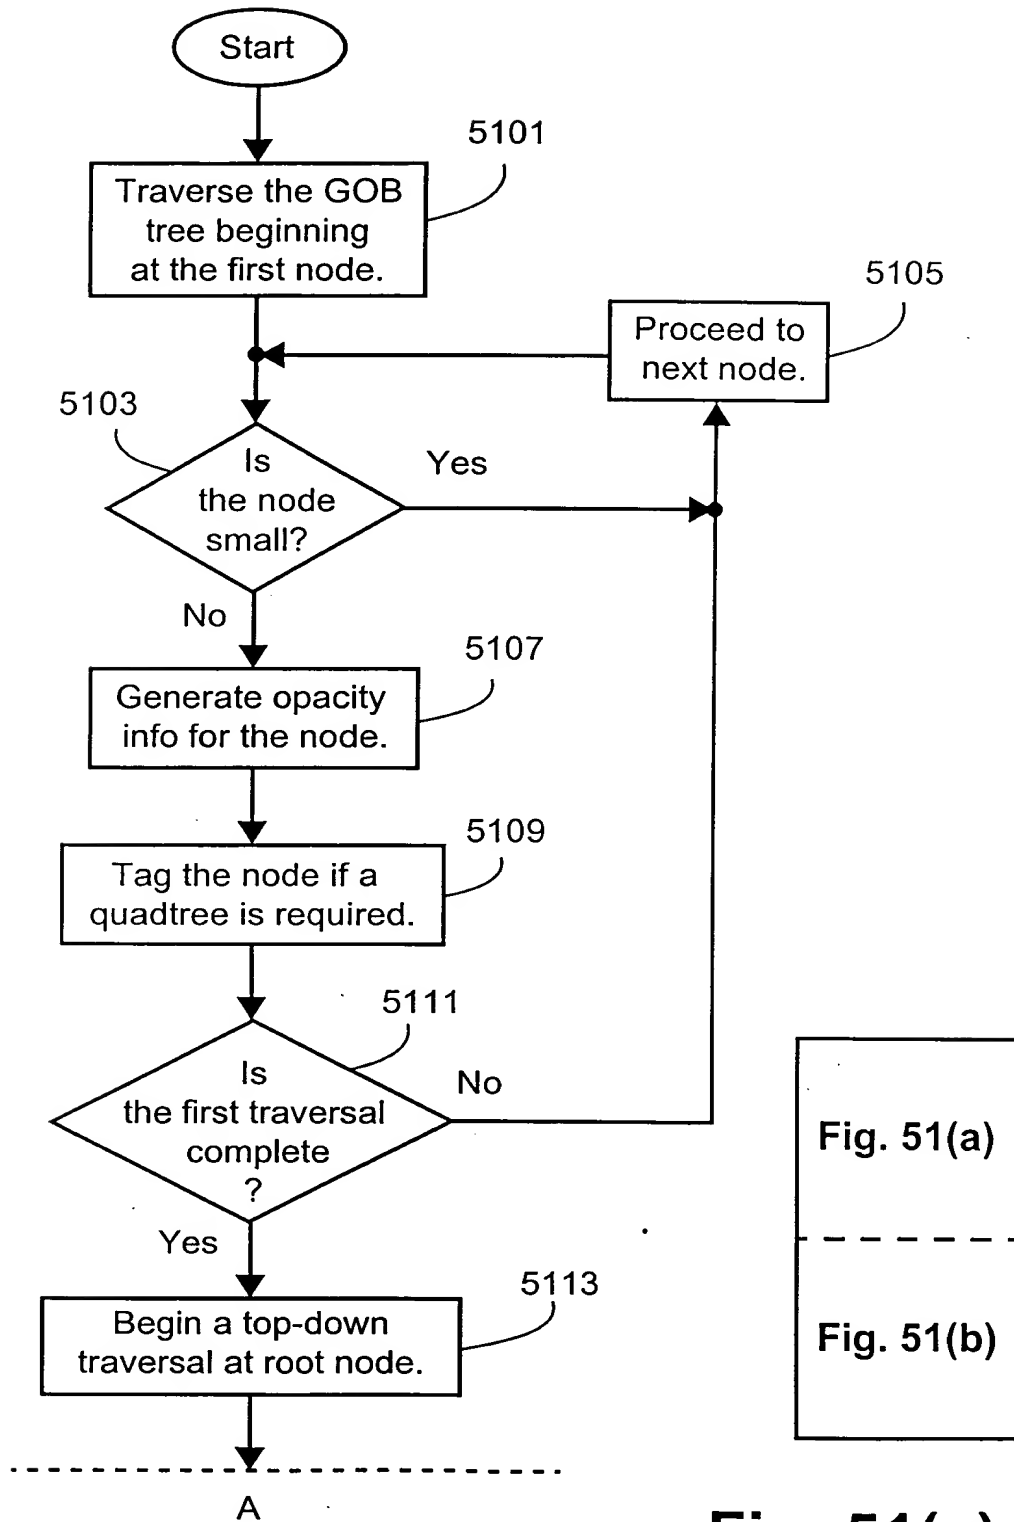 Start
5101
Traverse the GOB
tree beginning
at the first node.
5105
Proceed to
next node.
5103
Is
the node
small?
Yes
No
5107
Generate opacity
info for the node.
5109
Tag the node if a
quadtree is required.
5111
Is
the first traversal
complete
?
No
Yes
5113
Begin a top-down
traversal at root node.
A
Fig. 51(a)
Fig. 51(b)